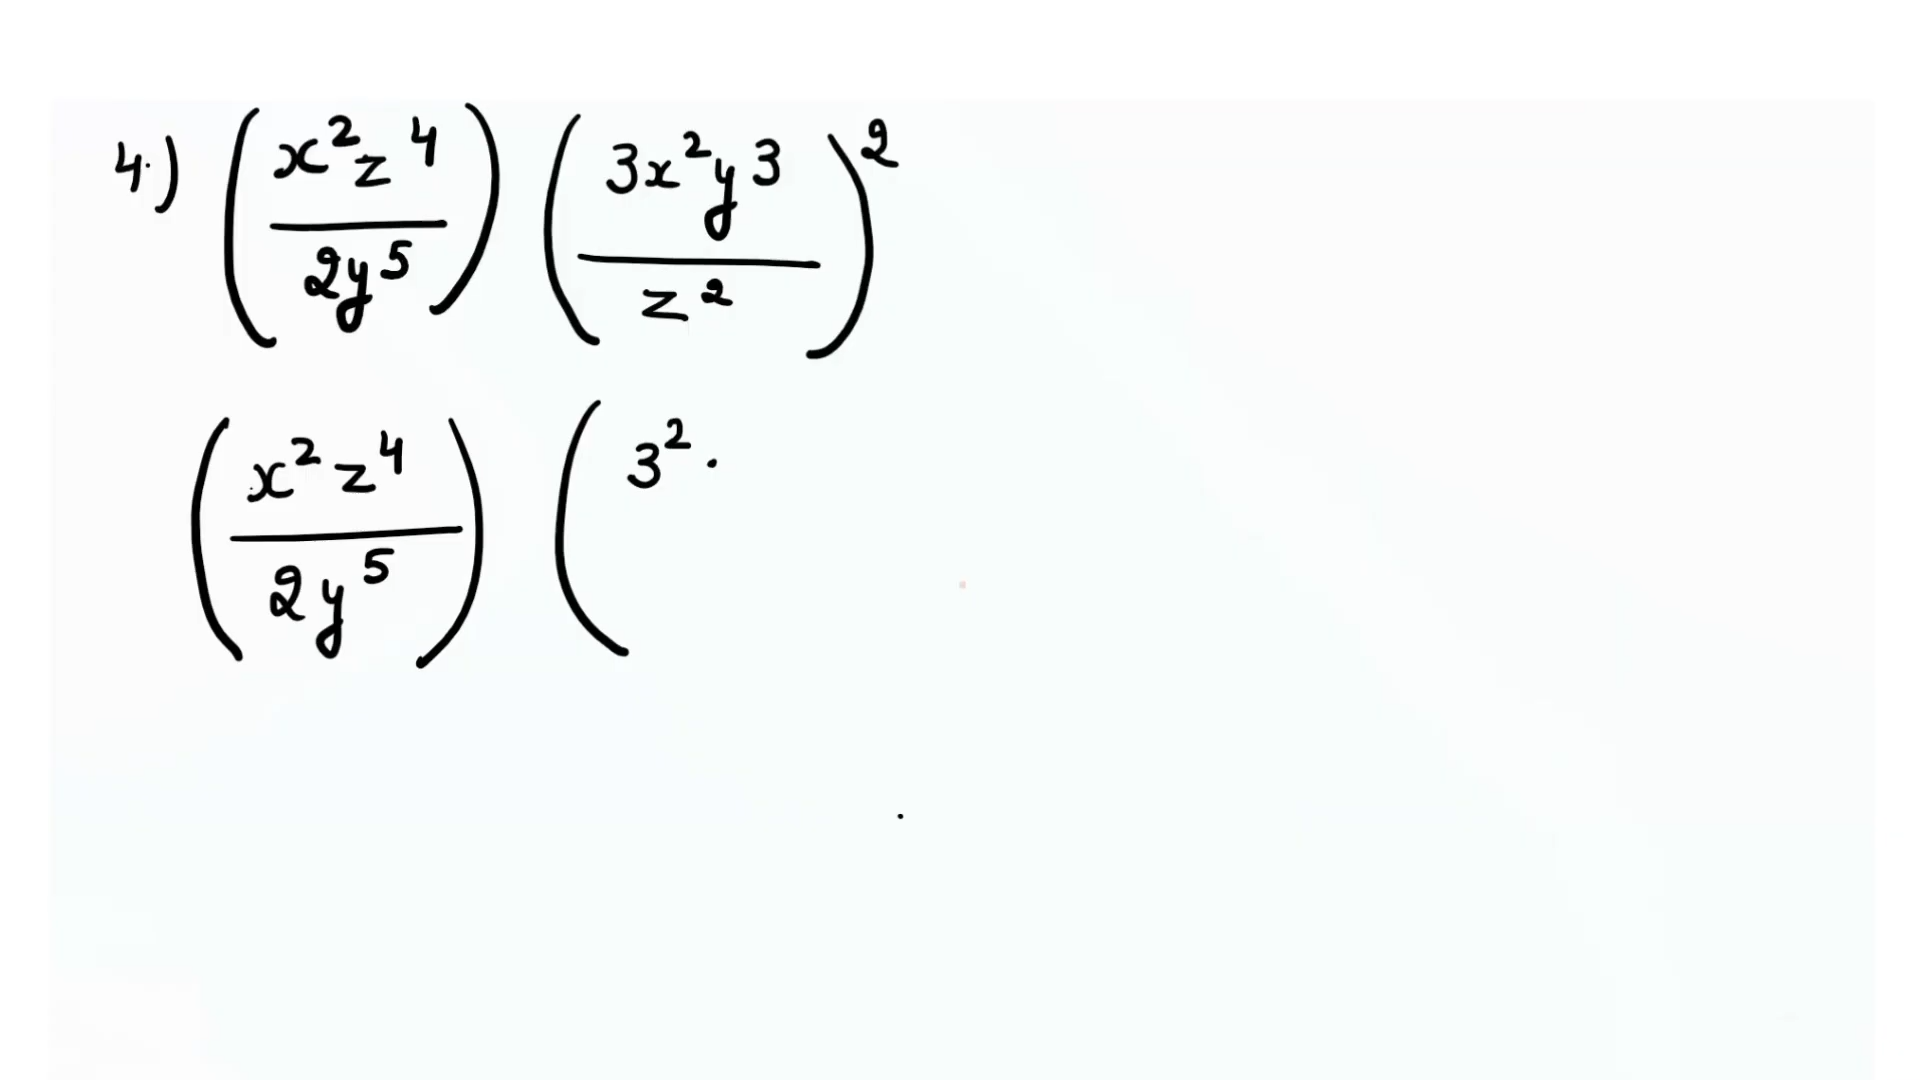 4.) (x²z⁴ / 2y⁵) (3x²y³ / z²)²
(x²z⁴ / 2y⁵) (3² ·